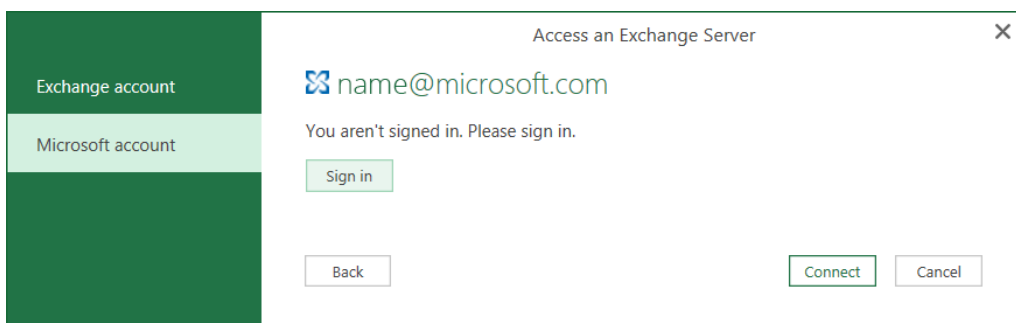 Access an Exchange Server
Exchange account
Microsoft account
name@microsoft.com
You aren't signed in. Please sign in.
Sign in
Back
Connect
Cancel